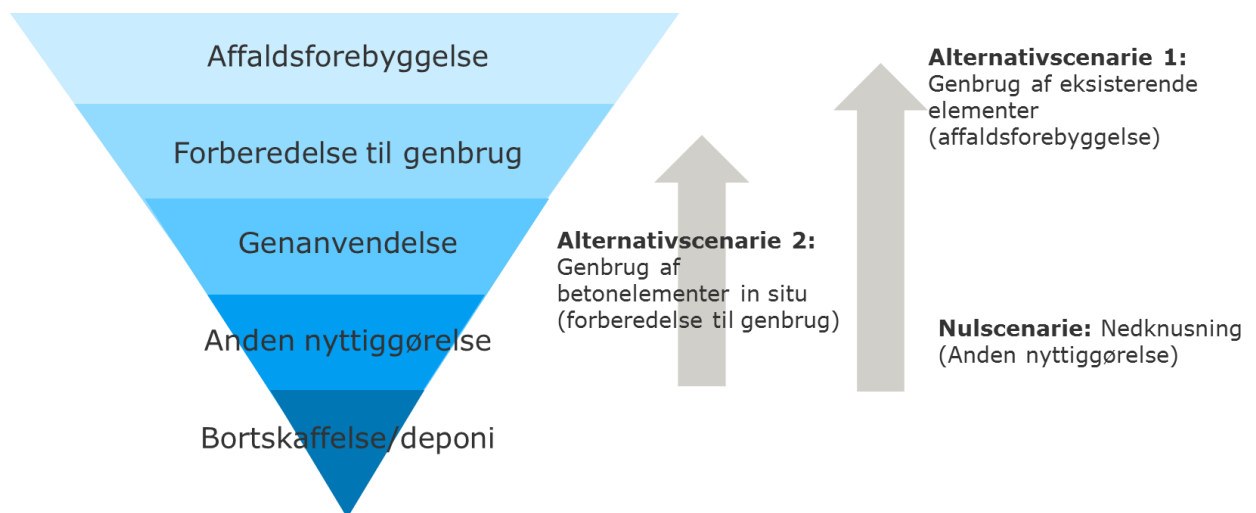 Affaldsforebyggelse
Forberedelse til genbrug
Genanvendelse
Anden nyttiggørelse
Bortskaffelse/deponi
Alternativscenarie 2:
Genbrug af
betonelementer in situ
(forberedelse til genbrug)
Alternativscenarie 1:
Genbrug af eksisterende
elementer
(affaldsforebyggelse)
Nulscenarie: Nedknusning
(Anden nyttiggørelse)